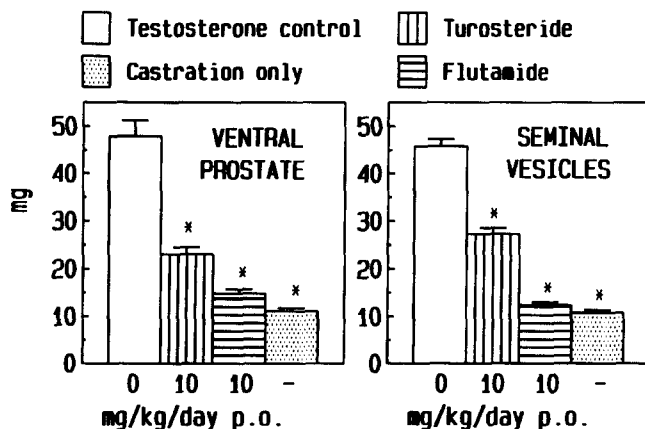 Testosterone control
Turosteride
Castration only
Flutamide
mg
50
40
30
20
10
0
VENTRAL
PROSTATE
*
*
*
0 10 10 -
mg/kg/day p.o.
50
40
30
20
10
0
SEMINAL
VESICLES
*
*
*
0 10 10 -
mg/kg/day p.o.